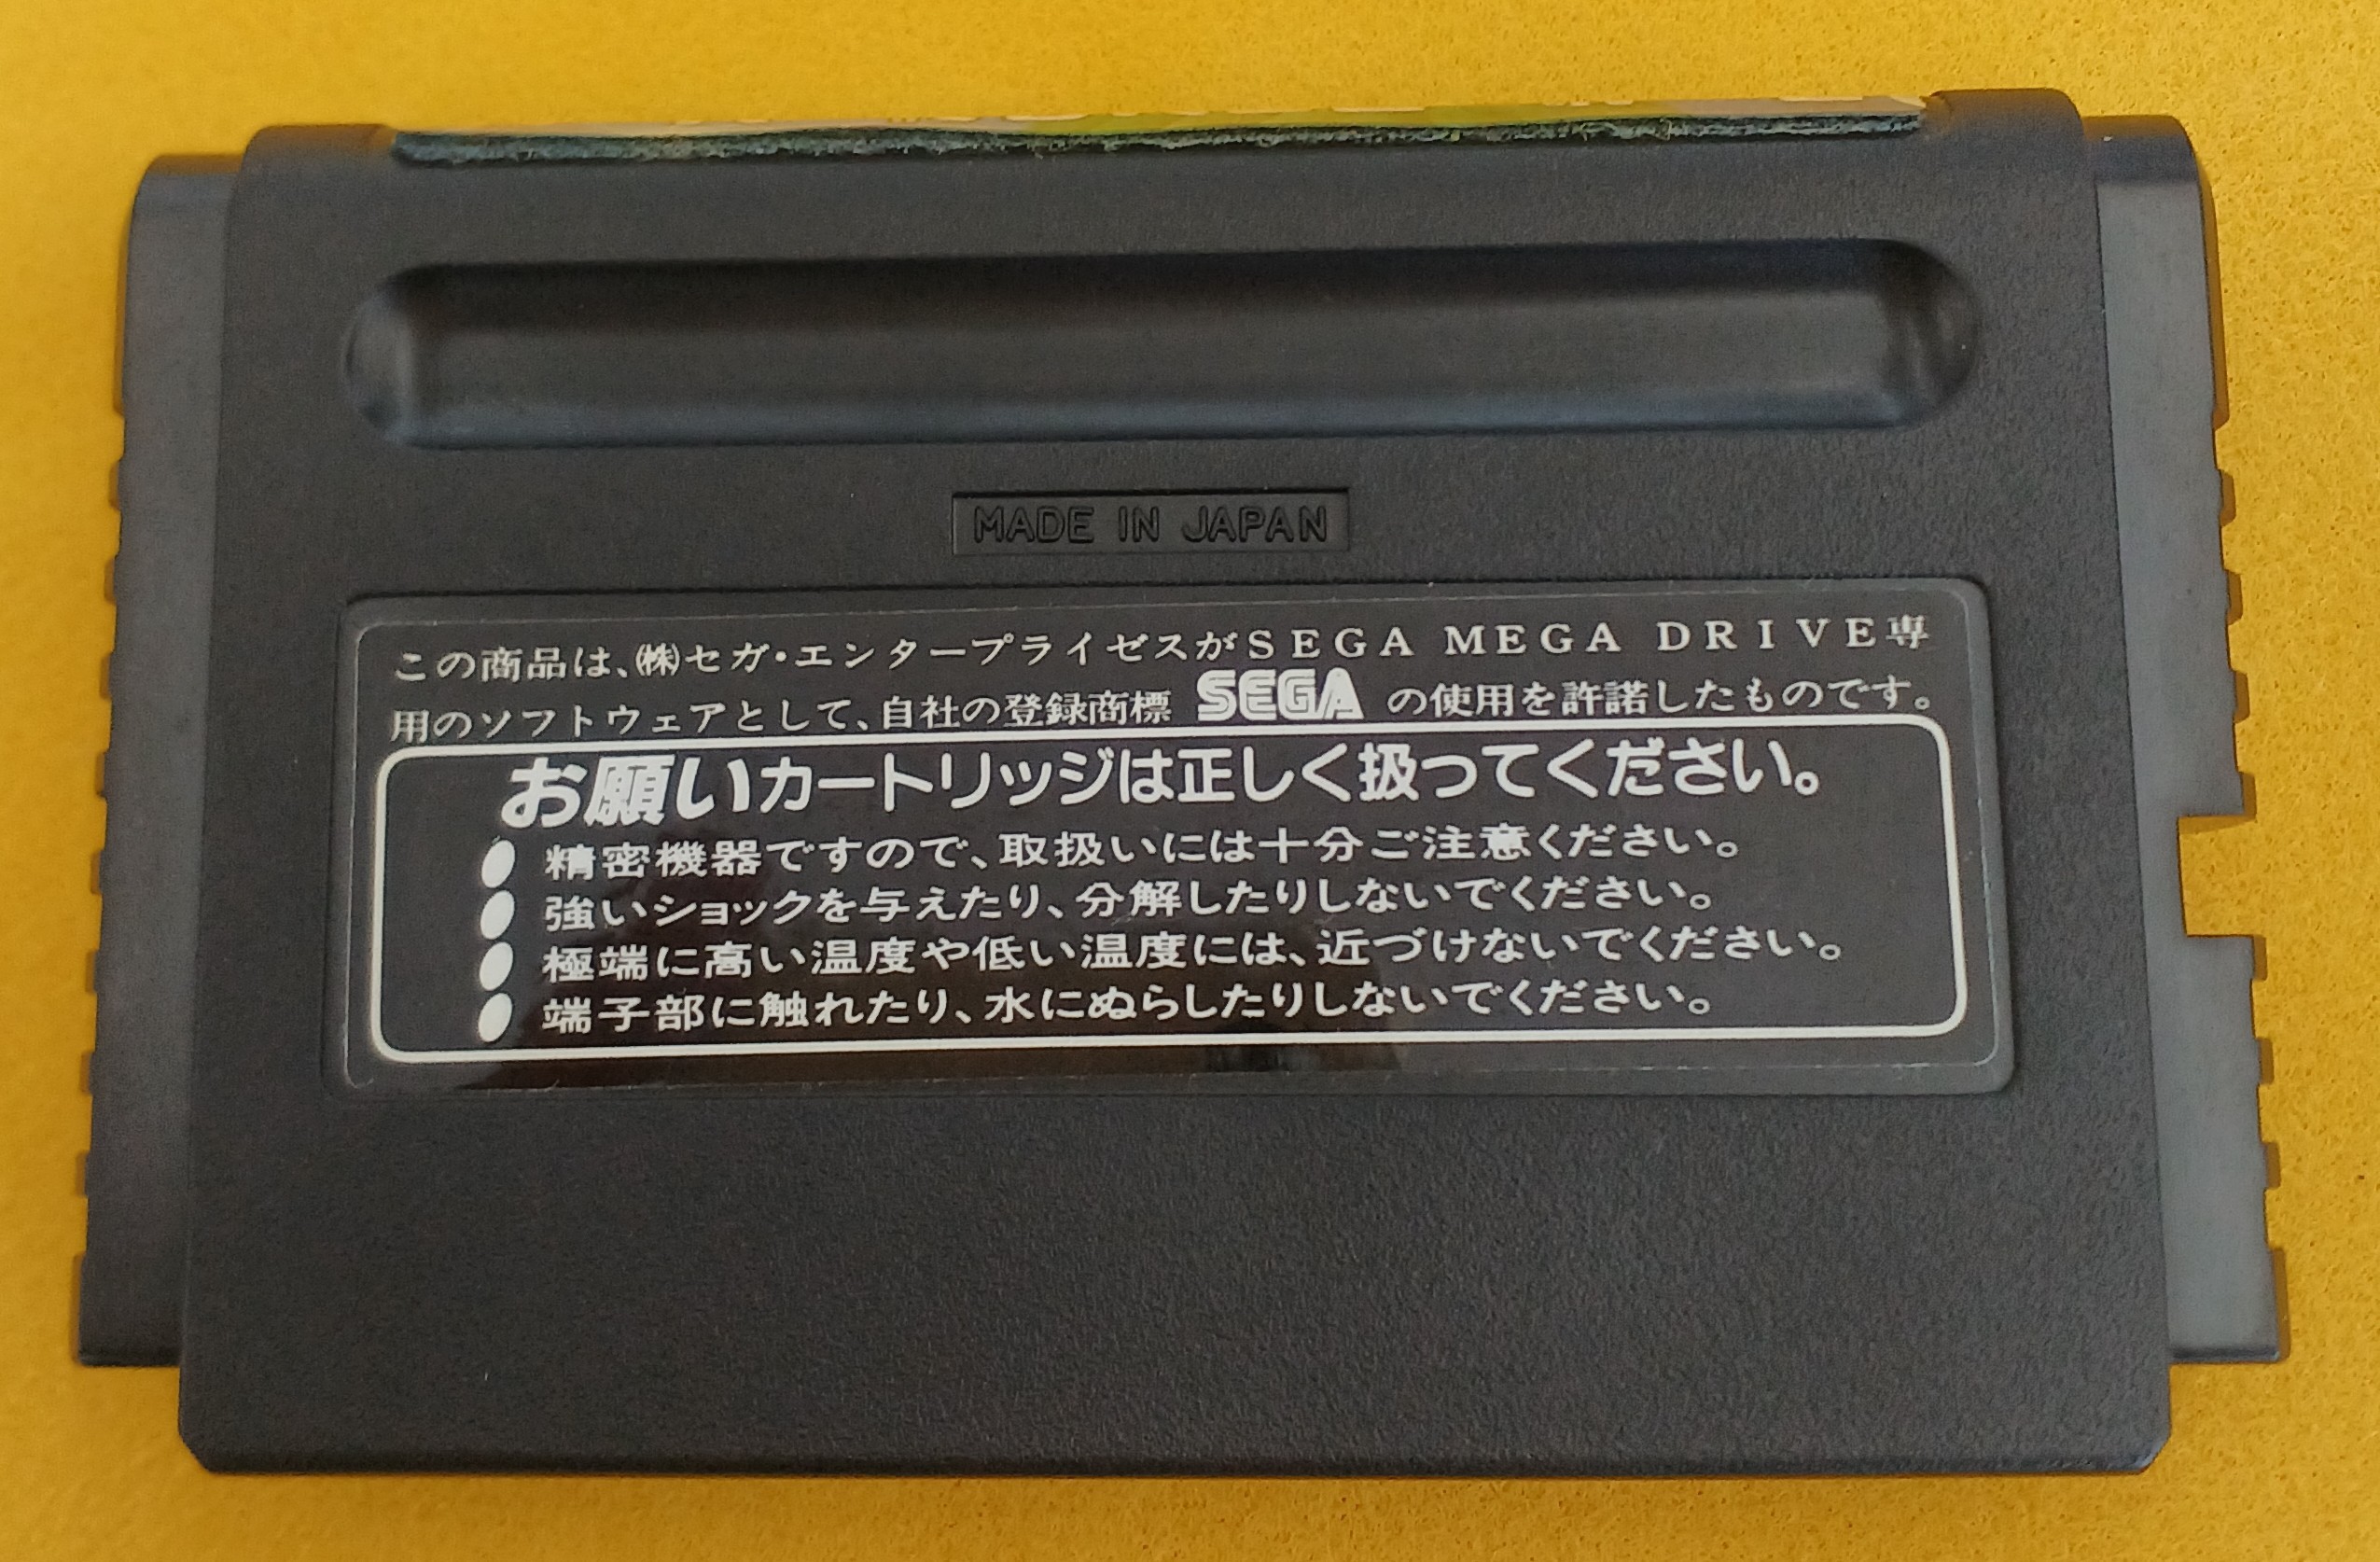 MADE IN JAPAN
この商品は、㈱セガ・エンタープライゼスがSEGA MEGA DRIVE専
用のソフトウェアとして、自社の登録商標 SEGA の使用を許諾したものです。
お願いカートリッジは正しく扱ってください。
● 精密機器ですので、取扱いには十分ご注意ください。
● 強いショックを与えたり、分解したりしないでください。
● 極端に高い温度や低い温度には、近づけないでください。
● 端子部に触れたり、水にぬらしたりしないでください。